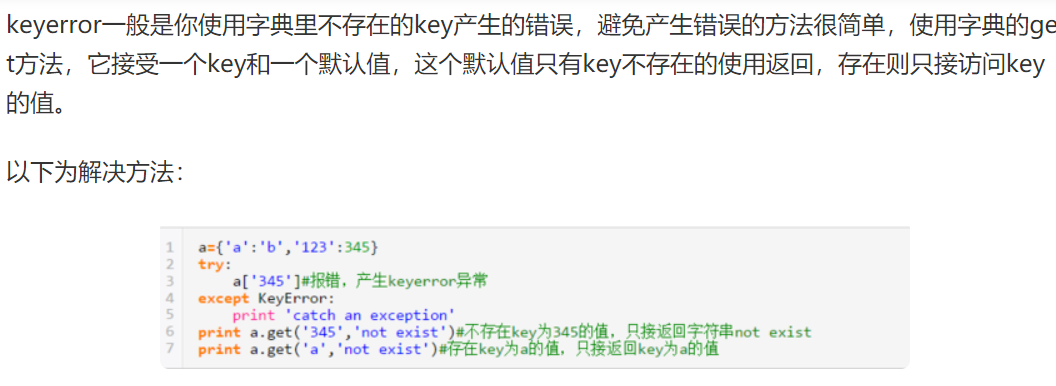 keyerror一般是你使用字典里不存在的key产生的错误，避免产生错误的方法很简单，使用字典的ge
t方法，它接受一个key和一个默认值，这个默认值只有key不存在的使用返回，存在则只接访问key
的值。
以下为解决方法：
1 a={'a':'b','123':345}
2 try:
3     a['345']#报错，产生keyerror异常
4 except KeyError:
5     print 'catch an exception'
6 print a.get('345','not exist')#不存在key为345的值，只接返回字符串not exist
7 print a.get('a','not exist')#存在key为a的值，只接返回key为a的值